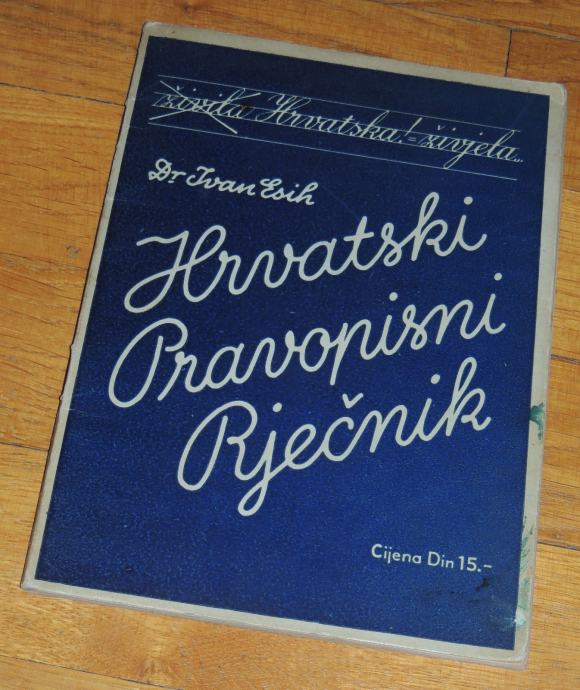 živila Hrvatska! = živjela...
Dr Ivan Esih
Hrvatski
Pravopisni
Rječnik
Cijena Din 15.-